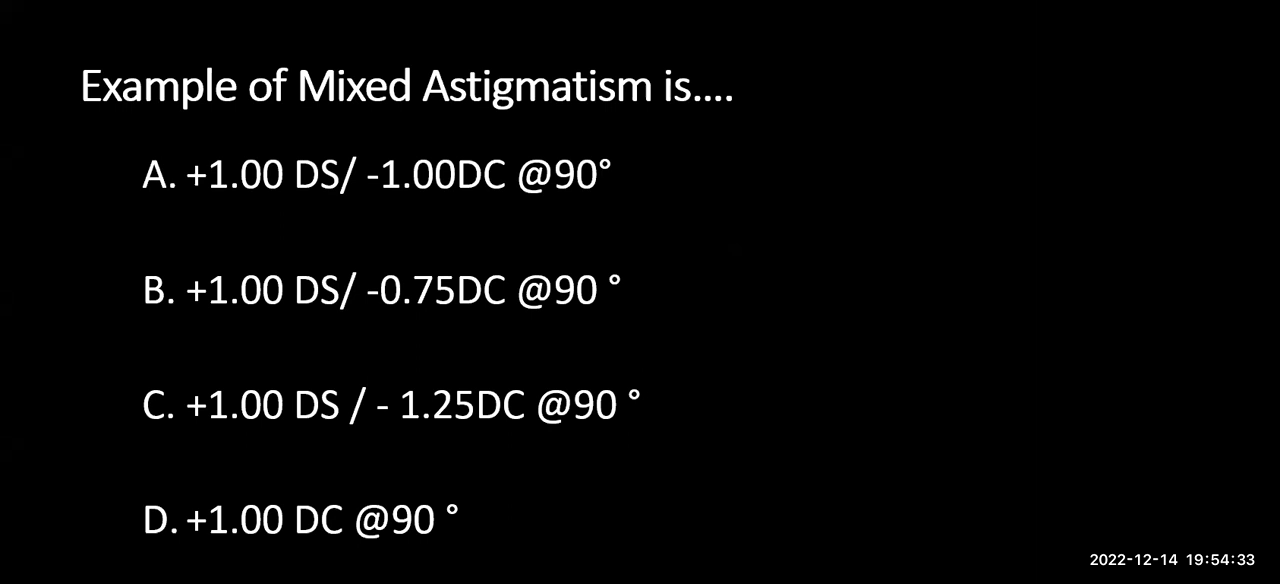 Example of Mixed Astigmatism is....
A. +1.00 DS/ -1.00DC @90°
B. +1.00 DS/ -0.75DC @90 °
C. +1.00 DS / - 1.25DC @90 °
D. +1.00 DC @90 °
2022-12-14 19:54:33